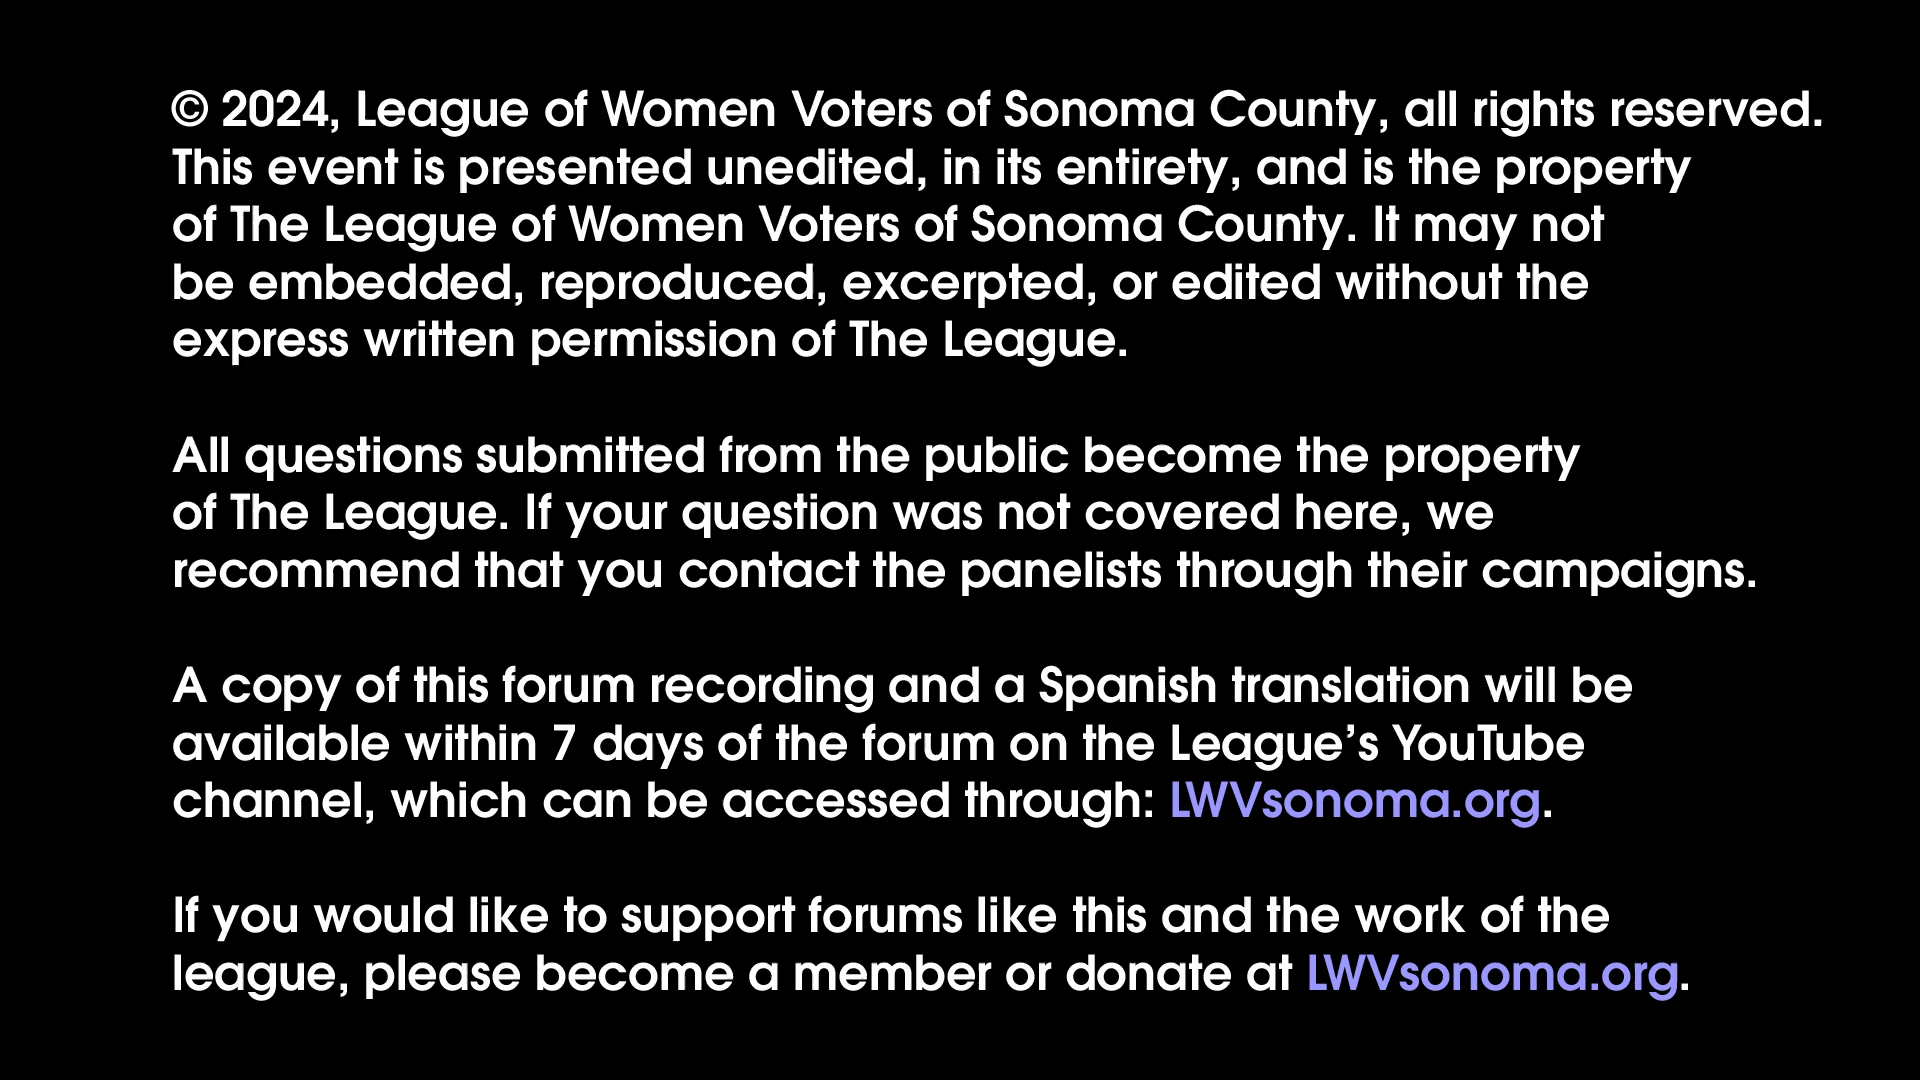 © 2024, League of Women Voters of Sonoma County, all rights reserved.
This event is presented unedited, in its entirety, and is the property
of The League of Women Voters of Sonoma County. It may not
be embedded, reproduced, excerpted, or edited without the
express written permission of The League.
All questions submitted from the public become the property
of The League. If your question was not covered here, we
recommend that you contact the panelists through their campaigns.
A copy of this forum recording and a Spanish translation will be
available within 7 days of the forum on the League’s YouTube
channel, which can be accessed through: LWVsonoma.org.
If you would like to support forums like this and the work of the
league, please become a member or donate at LWVsonoma.org.